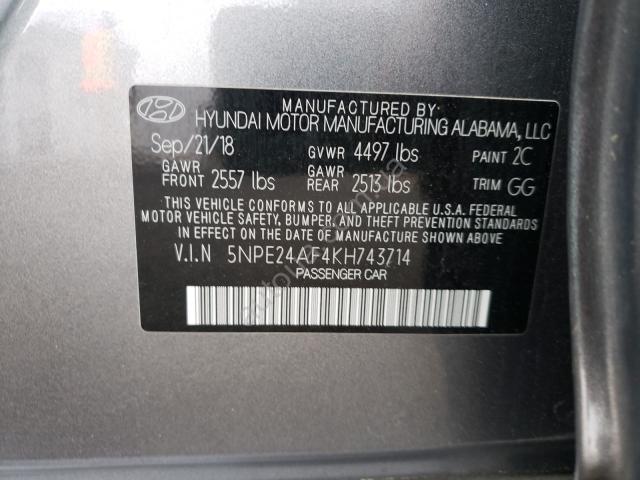 MANUFACTURED BY:
HYUNDAI MOTOR MANUFACTURING ALABAMA, LLC
Sep/21/18 GVWR 4497 lbs PAINT 2C
GAWR FRONT 2557 lbs GAWR REAR 2513 lbs TRIM GG
THIS VEHICLE CONFORMS TO ALL APPLICABLE U.S.A. FEDERAL
MOTOR VEHICLE SAFETY, BUMPER, AND THEFT PREVENTION STANDARDS
IN EFFECT ON THE DATE OF MANUFACTURE SHOWN ABOVE.
V.I.N 5NPE24AF4KH743714
PASSENGER CAR